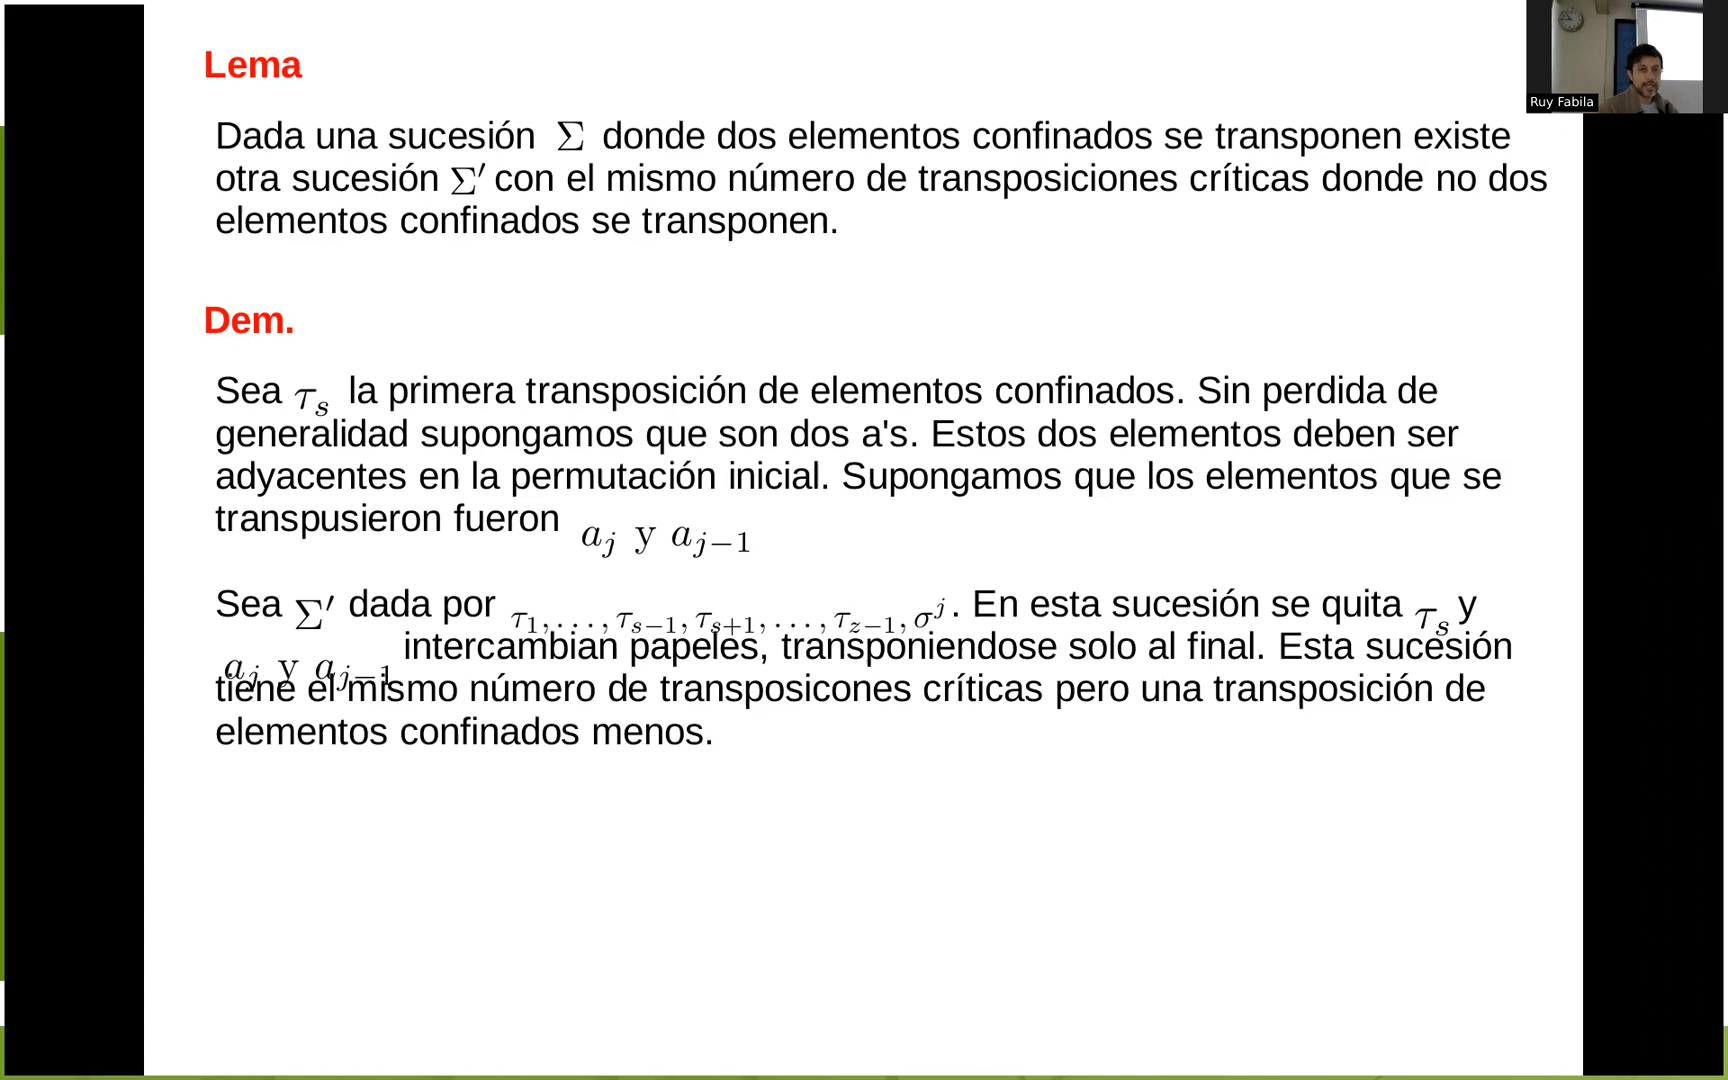 Lema
Dada una sucesión Σ donde dos elementos confinados se transponen existe
otra sucesión Σ′ con el mismo número de transposiciones críticas donde no dos
elementos confinados se transponen.
Dem.
Sea τ_s la primera transposición de elementos confinados. Sin perdida de
generalidad supongamos que son dos a's. Estos dos elementos deben ser
adyacentes en la permutación inicial. Supongamos que los elementos que se
transpusieron fueron a_j y a_{j−1}
Sea Σ′ dada por τ_1, . . . , τ_{s−1}, τ_{s+1}, . . . , τ_{z−1}, σ^j . En esta sucesión se quita τ_s y
a_j y a_{j−1} intercambian papeles, transponiendose solo al final. Esta sucesión
tiene el mismo número de transposicones críticas pero una transposición de
elementos confinados menos.
Ruy Fabila